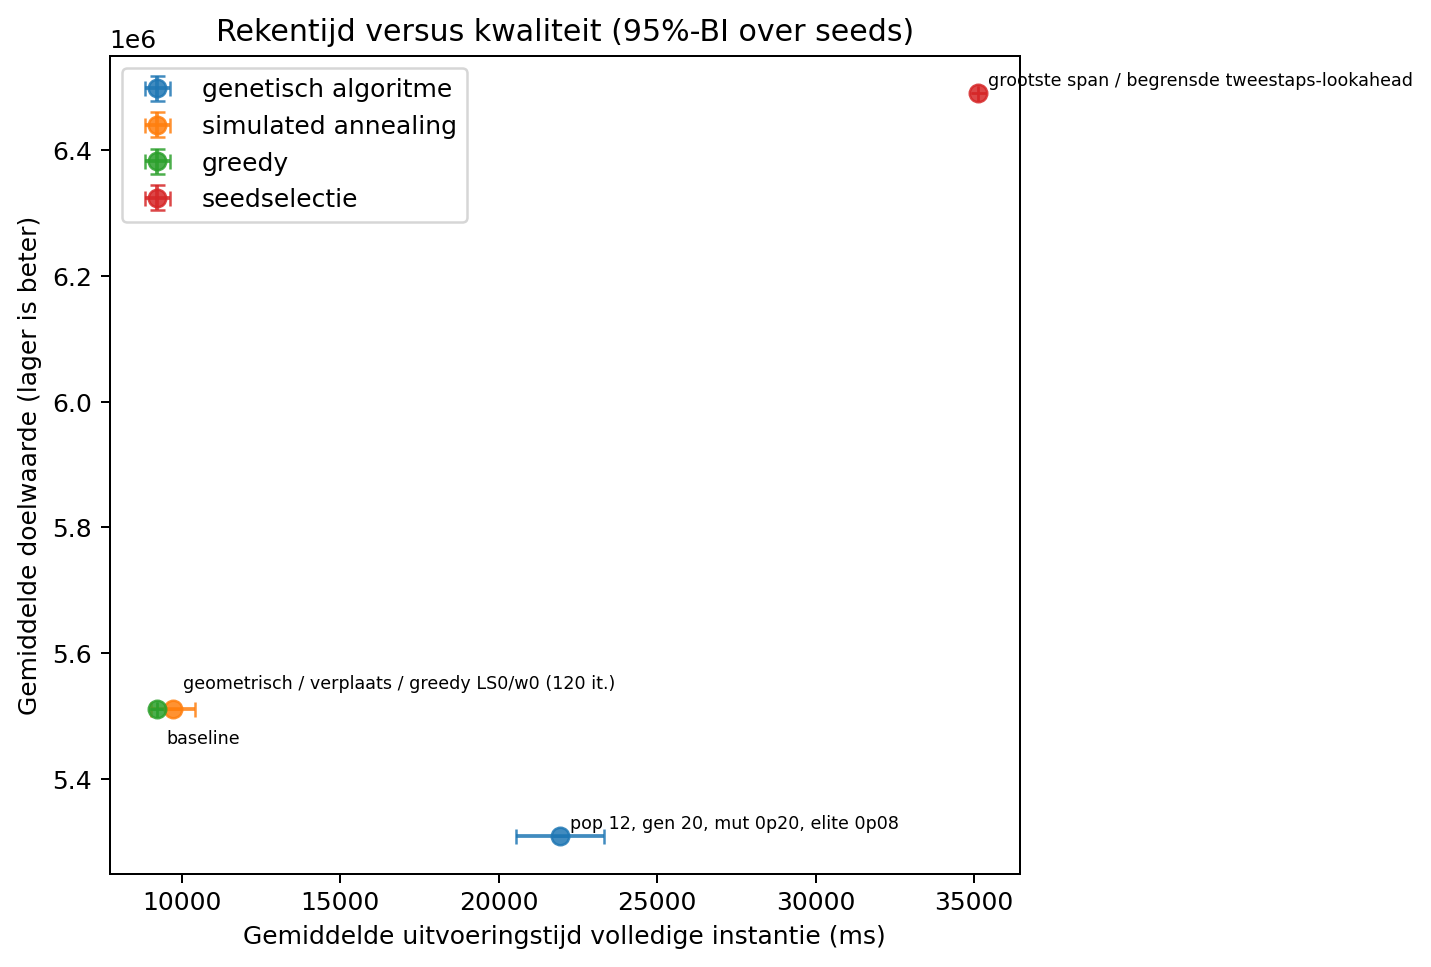 Rekentijd versus kwaliteit (95%-BI over seeds)
1e6
genetisch algoritme
simulated annealing
greedy
seedselectie
grootste span / begrensde tweestaps-lookahead
geometrisch / verplaats / greedy LS0/w0 (120 it.)
baseline
pop 12, gen 20, mut 0p20, elite 0p08
Gemiddelde doelwaarde (lager is beter)
6.4
6.2
6.0
5.8
5.6
5.4
10000 15000 20000 25000 30000 35000
Gemiddelde uitvoeringstijd volledige instantie (ms)